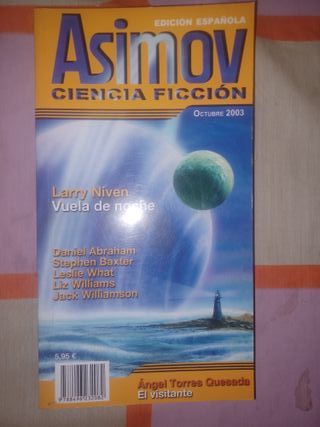 EDICIÓN ESPAÑOLA
Asimov
CIENCIA FICCIÓN
OCTUBRE 2003
Larry Niven
Vuela de noche
Daniel Abraham
Stephen Baxter
Leslie What
Liz Williams
Jack Williamson
5,95 €
Ángel Torres Quesada
El visitante